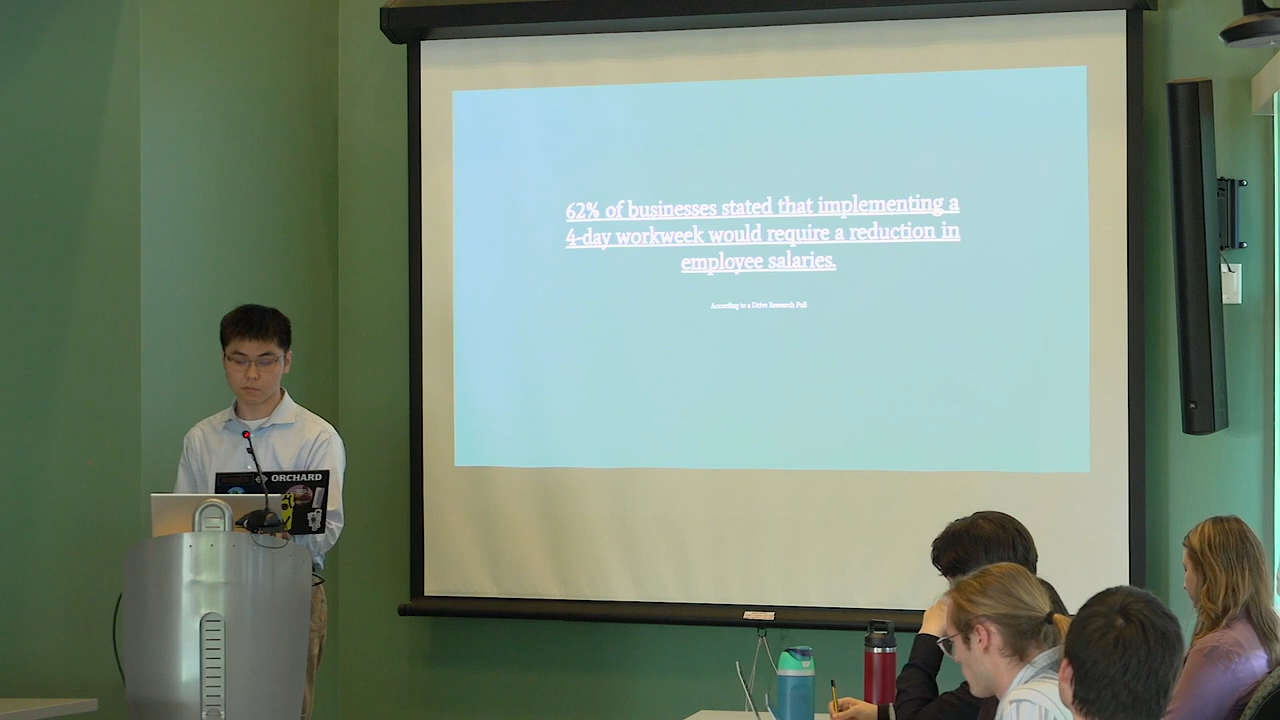 62% of businesses stated that implementing a
4-day workweek would require a reduction in
employee salaries.
According to a Drive Research Poll
ORCHARD